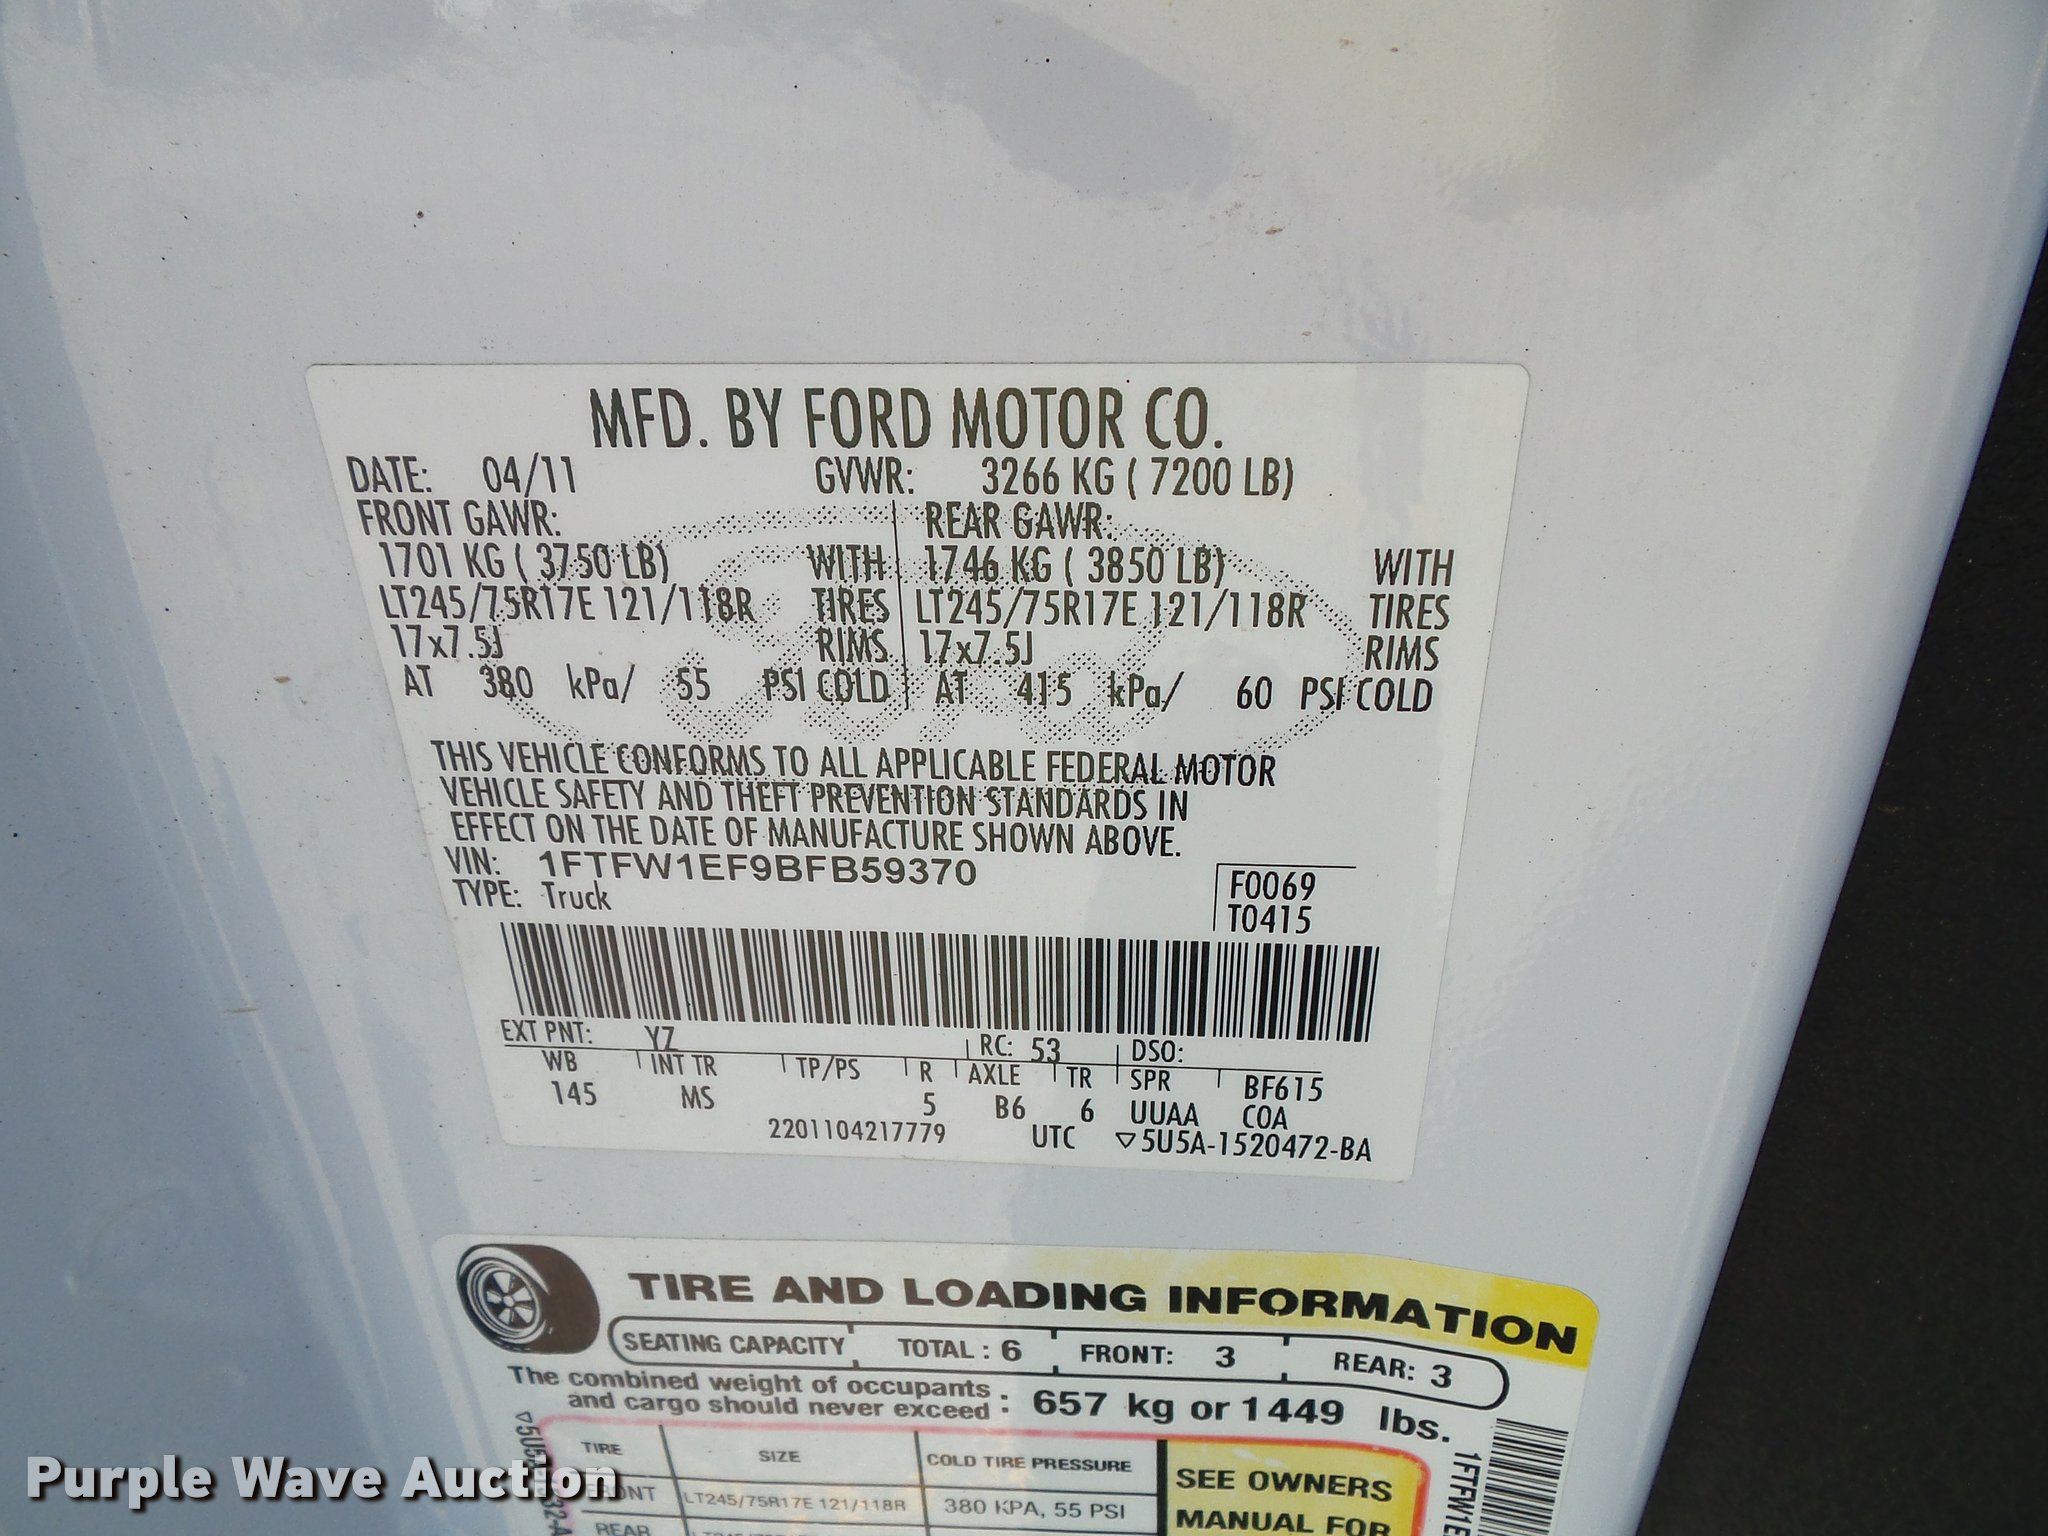 MFD. BY FORD MOTOR CO.
DATE: 04/11 GVWR: 3266 KG ( 7200 LB)
FRONT GAWR: REAR GAWR:
1701 KG ( 3750 LB) WITH 1746 KG ( 3850 LB) WITH
LT245/75R17E 121/118R TIRES LT245/75R17E 121/118R TIRES
17x7.5J RIMS 17x7.5J RIMS
AT 380 kPa/ 55 PSI COLD AT 415 kPa/ 60 PSI COLD
THIS VEHICLE CONFORMS TO ALL APPLICABLE FEDERAL MOTOR
VEHICLE SAFETY AND THEFT PREVENTION STANDARDS IN
EFFECT ON THE DATE OF MANUFACTURE SHOWN ABOVE.
VIN: 1FTFW1EF9BFB59370
TYPE: Truck
F0069
T0415
EXT PNT: YZ RC: 53 DSO:
WB INT TR TP/PS R AXLE TR SPR BF615
145 MS 5 B6 6 UUAA COA
2201104217779 UTC ▽5U5A-1520472-BA
TIRE AND LOADING INFORMATION
SEATING CAPACITY TOTAL : 6 FRONT: 3 REAR: 3
The combined weight of occupants
and cargo should never exceed : 657 kg or 1449 lbs.
TIRE SIZE COLD TIRE PRESSURE SEE OWNERS
FRONT LT245/75R17E 121/118R 380 KPA, 55 PSI MANUAL FOR
REAR
1FTFW1E
Purple Wave Auction